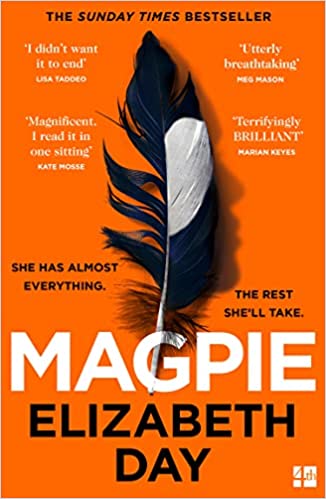 THE SUNDAY TIMES BESTSELLER
‘I didn’t want
it to end’
LISA TADDEO
‘Utterly
breathtaking’
MEG MASON
‘Magnificent.
I read it in
one sitting’
KATE MOSSE
‘Terrifyingly
BRILLIANT’
MARIAN KEYES
SHE HAS ALMOST
EVERYTHING.
THE REST
SHE’LL TAKE.
MAGPIE
ELIZABETH
DAY
4th